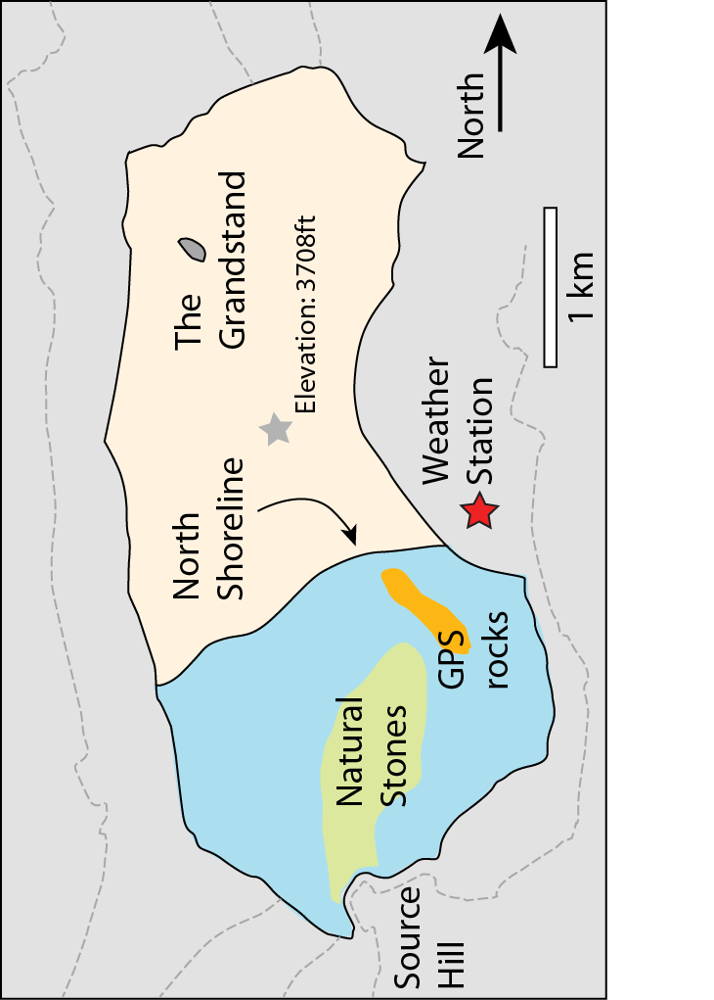 The
Grandstand
Elevation: 3708ft
North
North
Shoreline
Weather
Station
1 km
Natural
Stones
GPS
rocks
Source
Hill